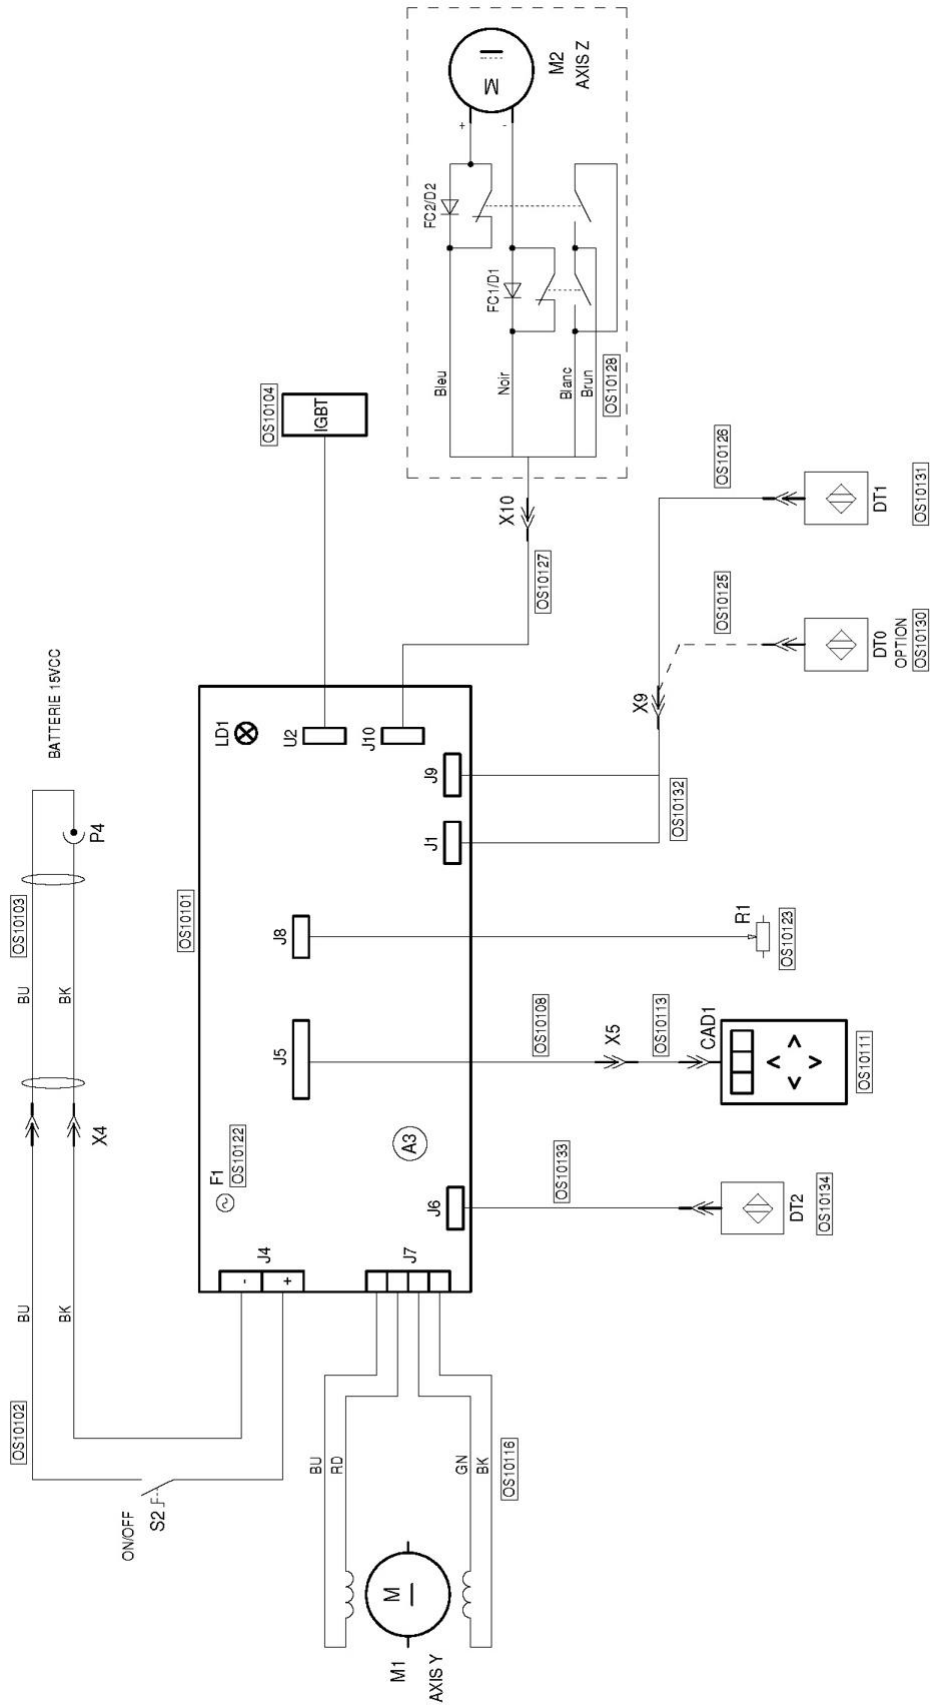 ON/OFF
S2
OS10102
BU
BK
X4
BU
BK
OS10103
P4
BATTERIE 15VCC
M1
AXIS Y
M
BU
RD
GN
BK
OS10116
J4
-
+
J7
F1
OS10122
A3
J6
J5
J8
OS10101
J1
J9
LD1
U2
J10
OS10104
IGBT
OS10133
DT2
OS10134
OS10108
X5
OS10113
CAD1
OS10111
R1
OS10123
OS10132
X9
OS10125
DT0
OPTION
OS10130
OS10126
DT1
OS10131
OS10127
X10
Bleu
Noir
Blanc
Brun
OS10128
FC1/D1
FC2/D2
+
-
M
M2
AXIS Z